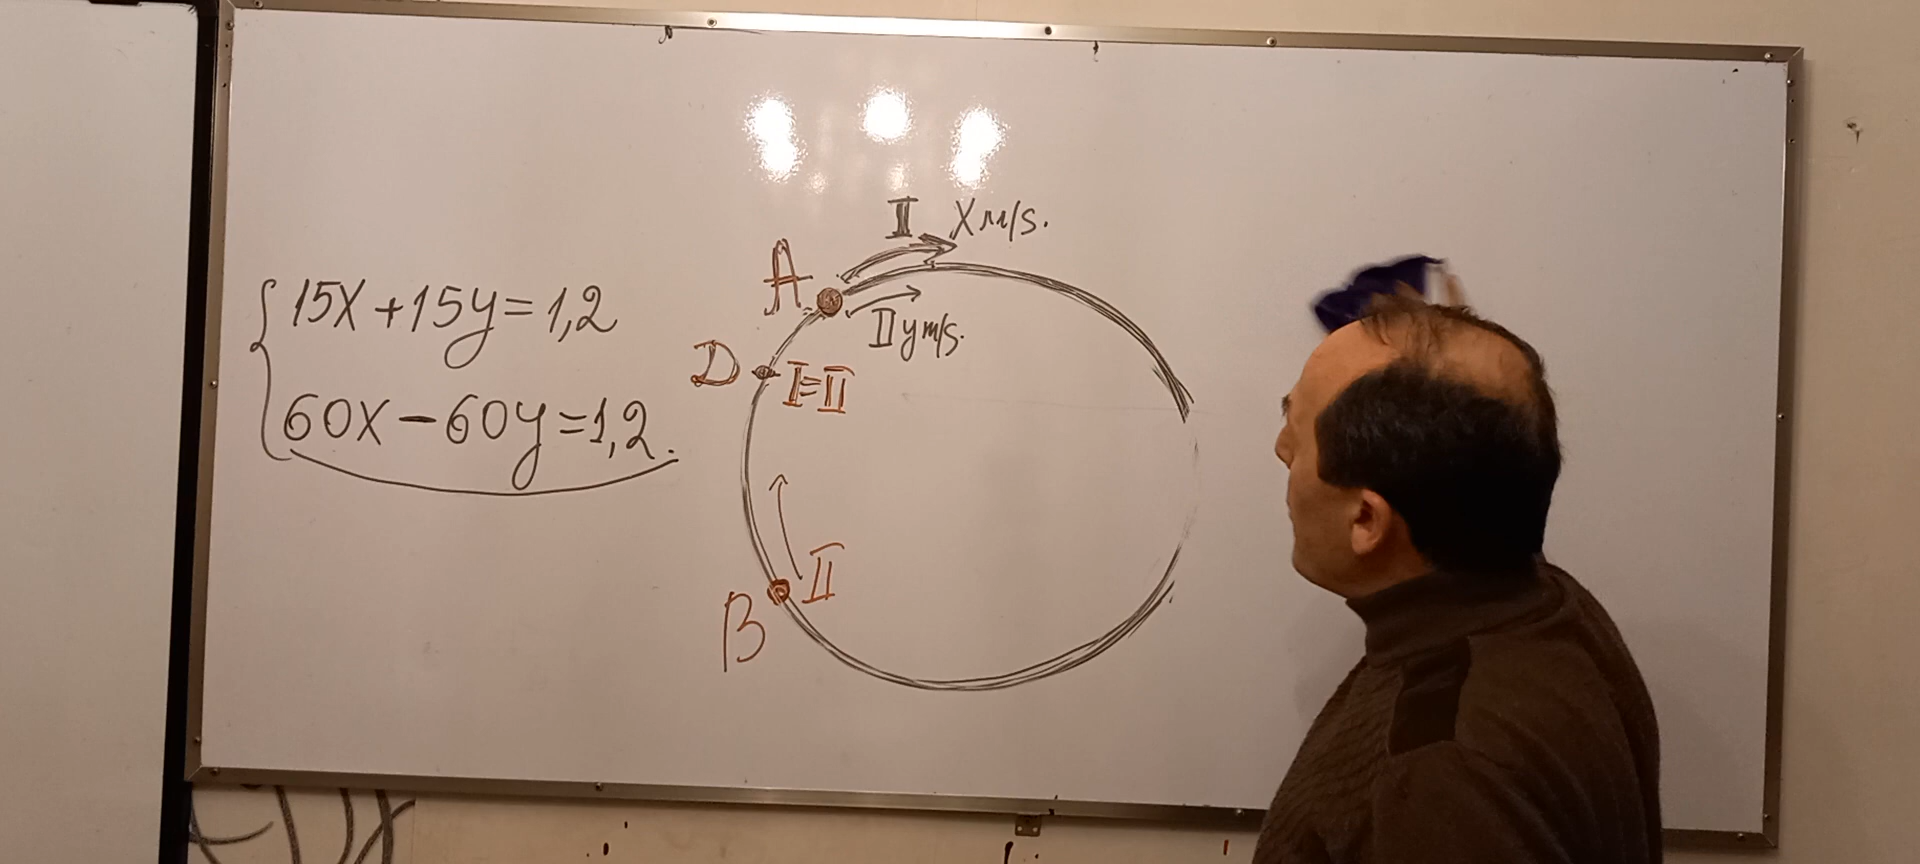 15x+15y=1,2
60x-60y=1,2.
II x m/s.
A
II y m/s.
D
I=II
II
B